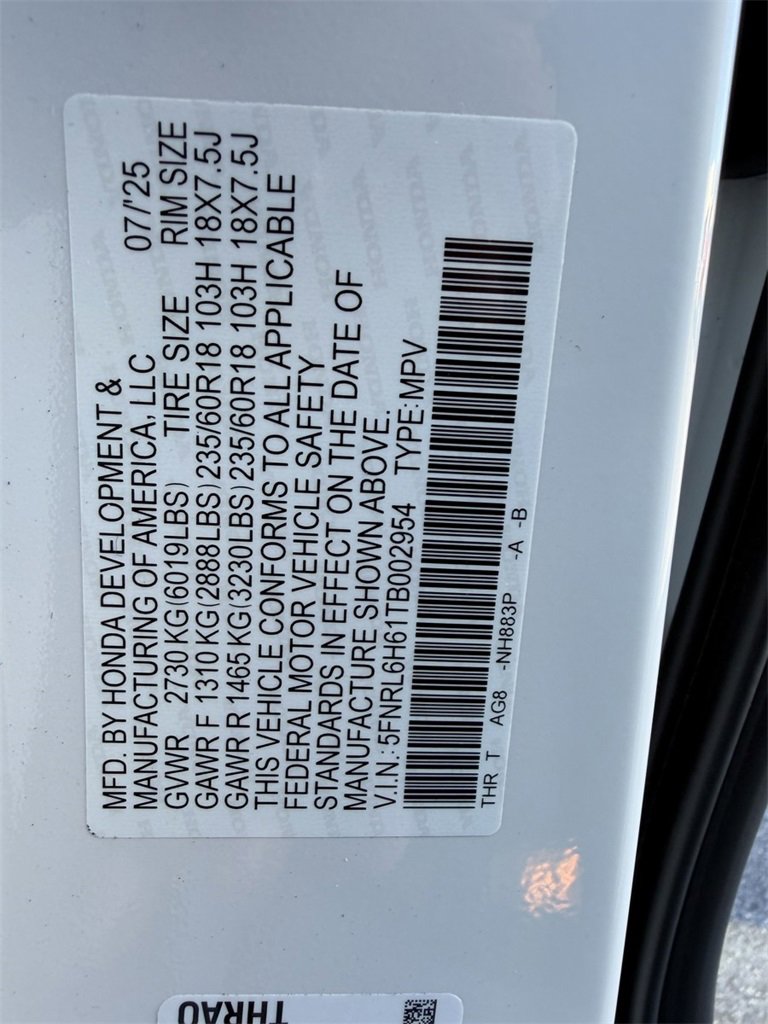 MFD. BY HONDA DEVELOPMENT &
MANUFACTURING OF AMERICA, LLC 07/'25
GVWR 2730 KG(6019LBS) TIRE SIZE RIM SIZE
GAWR F 1310 KG(2888LBS) 235/60R18 103H 18X7.5J
GAWR R 1465 KG(3230LBS) 235/60R18 103H 18X7.5J
THIS VEHICLE CONFORMS TO ALL APPLICABLE
FEDERAL MOTOR VEHICLE SAFETY
STANDARDS IN EFFECT ON THE DATE OF
MANUFACTURE SHOWN ABOVE.
V.I.N.: 5FNRL6H61TB002954 TYPE: MPV
THR T AG8 -NH883P -A -B
THRAO